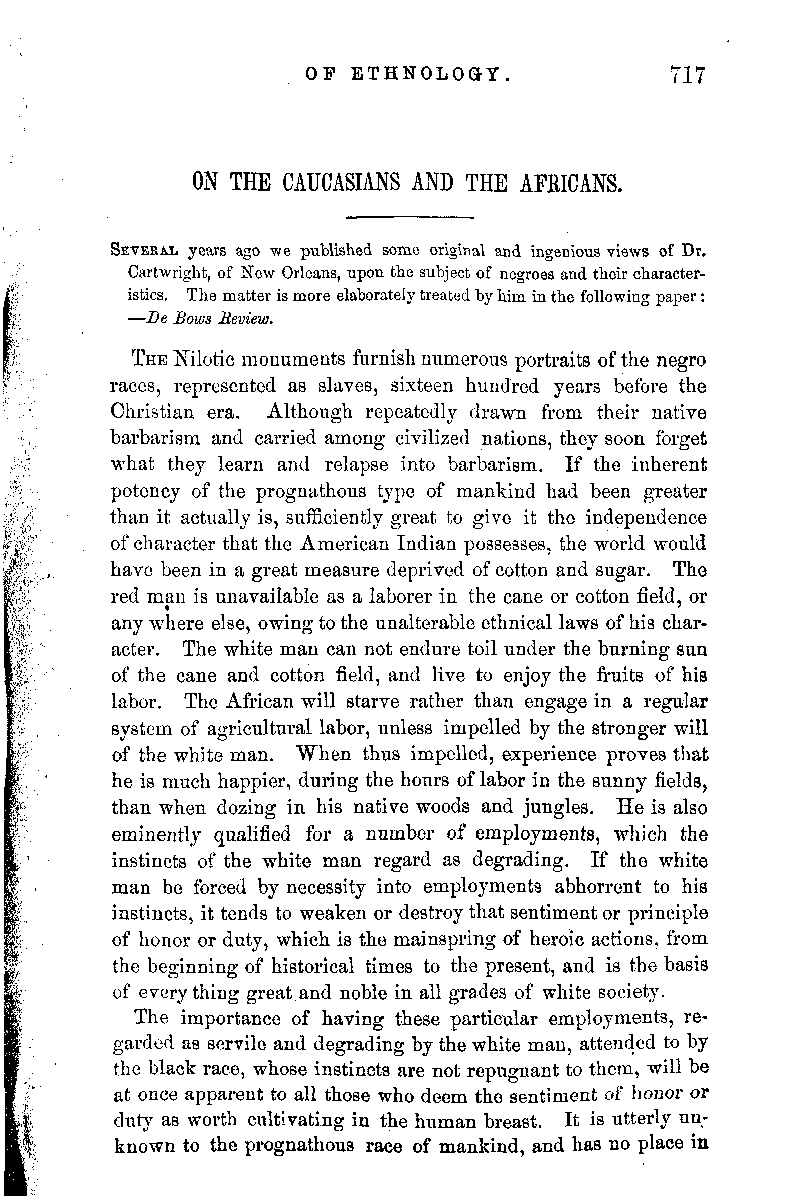 OF ETHNOLOGY. 717
ON THE CAUCASIANS AND THE AFRICANS.
SEVERAL years ago we published some original and ingenious views of Dr.
Cartwright, of New Orleans, upon the subject of negroes and their character-
istics. The matter is more elaborately treated by him in the following paper:
—De Bows Review.
THE Nilotic monuments furnish numerous portraits of the negro
races, represented as slaves, sixteen hundred years before the
Christian era. Although repeatedly drawn from their native
barbarism and carried among civilized nations, they soon forget
what they learn and relapse into barbarism. If the inherent
potency of the prognathous type of mankind had been greater
than it actually is, sufficiently great to give it the independence
of character that the American Indian possesses, the world would
have been in a great measure deprived of cotton and sugar. The
red man is unavailable as a laborer in the cane or cotton field, or
any where else, owing to the unalterable ethnical laws of his char-
acter. The white man can not endure toil under the burning sun
of the cane and cotton field, and live to enjoy the fruits of his
labor. The African will starve rather than engage in a regular
system of agricultural labor, unless impelled by the stronger will
of the white man. When thus impelled, experience proves that
he is much happier, during the hours of labor in the sunny fields,
than when dozing in his native woods and jungles. He is also
eminently qualified for a number of employments, which the
instincts of the white man regard as degrading. If the white
man be forced by necessity into employments abhorrent to his
instincts, it tends to weaken or destroy that sentiment or principle
of honor or duty, which is the mainspring of heroic actions, from
the beginning of historical times to the present, and is the basis
of every thing great and noble in all grades of white society.
The importance of having these particular employments, re-
garded as servile and degrading by the white man, attended to by
the black race, whose instincts are not repugnant to them, will be
at once apparent to all those who deem the sentiment of honor or
duty as worth cultivating in the human breast. It is utterly un-
known to the prognathous race of mankind, and has no place in